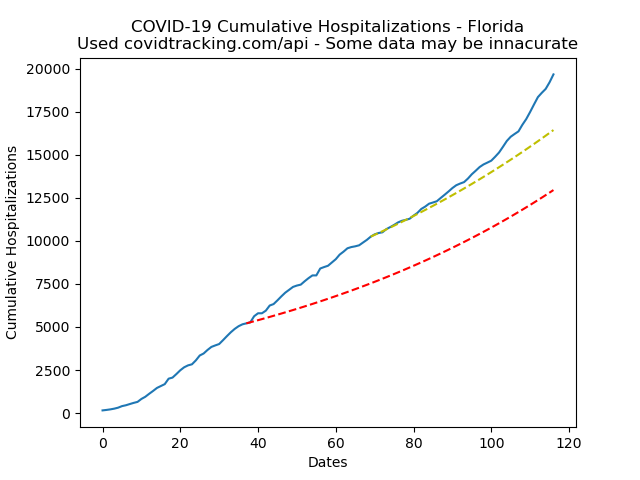 COVID-19 Cumulative Hospitalizations - Florida
Used covidtracking.com/api - Some data may be innacurate
20000
17500
15000
12500
10000
7500
5000
2500
0
Cumulative Hospitalizations
0 20 40 60 80 100 120
Dates